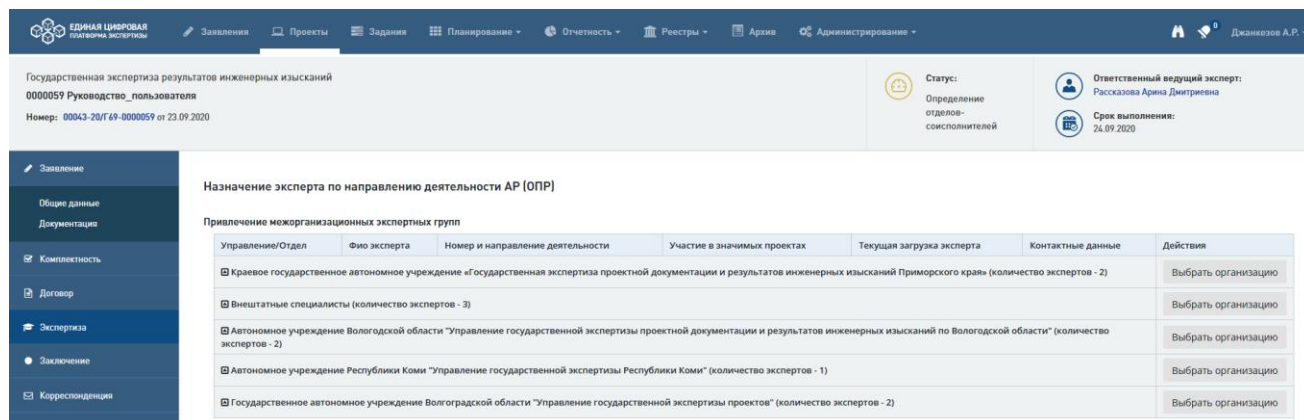 ЕДИНАЯ ЦИФРОВАЯ
ПЛАТФОРМА ЭКСПЕРТИЗЫ
Заявления Проекты Задания Планирование Отчетность Реестры Архив Администрирование 0 Джанкезов А.Р.
Государственная экспертиза результатов инженерных изысканий
0000059 Руководство_пользователя
Номер: 00043-20/Г69-0000059 от 23.09.2020
Статус:
Определение
отделов-
соисполнителей
Ответственный ведущий эксперт:
Рассказова Арина Дмитриевна
Срок выполнения:
24.09.2020
Заявление
Общие данные
Документация
Комплектность
Договор
Экспертиза
Заключение
Корреспонденция
Назначение эксперта по направлению деятельности АР (ОПР)
Привлечение межорганизационных экспертных групп
Управление/Отдел Фио эксперта Номер и направление деятельности Участие в значимых проектах Текущая загрузка эксперта Контактные данные Действия
Краевое государственное автономное учреждение «Государственная экспертиза проектной документации и результатов инженерных изысканий Приморского края» (количество экспертов - 2) Выбрать организацию
Внештатные специалисты (количество экспертов - 3) Выбрать организацию
Автономное учреждение Вологодской области "Управление государственной экспертизы проектной документации и результатов инженерных изысканий по Вологодской области" (количество
экспертов - 2) Выбрать организацию
Автономное учреждение Республики Коми "Управление государственной экспертизы Республики Коми" (количество экспертов - 1) Выбрать организацию
Государственное автономное учреждение Волгоградской области "Управление государственной экспертизы проектов" (количество экспертов - 2) Выбрать организацию